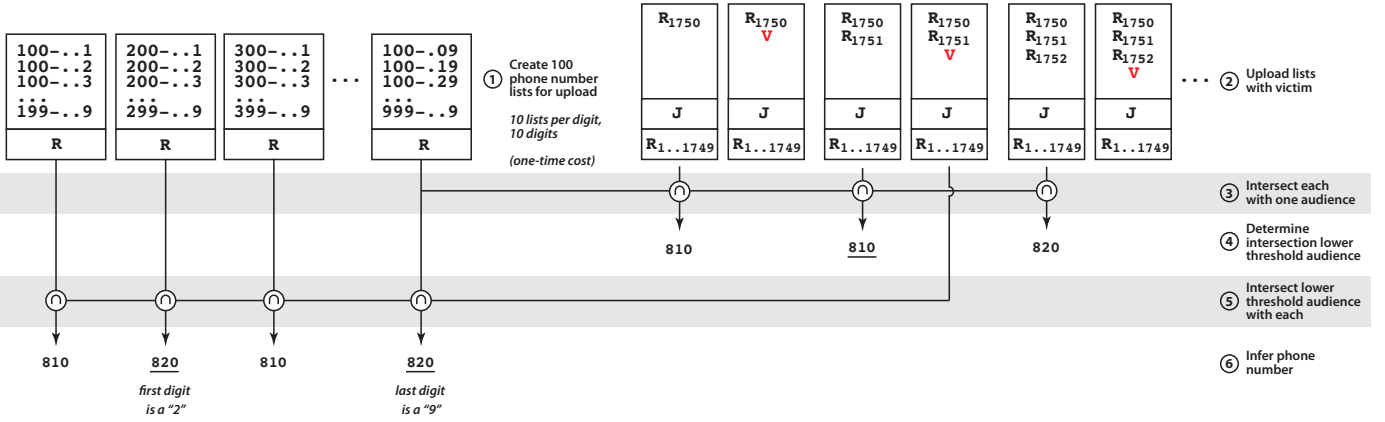 100-..1
100-..2
100-..3
...
199-..9
R
200-..1
200-..2
200-..3
...
299-..9
R
300-..1
300-..2
300-..3
...
399-..9
R
...
100-.09
100-.19
100-.29
...
999-..9
R
1 Create 100
phone number
lists for upload
10 lists per digit,
10 digits
(one-time cost)
R1750
J
R1..1749
R1750
V
J
R1..1749
R1750
R1751
J
R1..1749
R1750
R1751
V
J
R1..1749
R1750
R1751
R1752
J
R1..1749
R1750
R1751
R1752
V
J
R1..1749
...
2 Upload lists
with victim
∩ ∩ ∩
3 Intersect each
with one audience
810 810 820
4 Determine
intersection lower
threshold audience
∩ ∩ ∩ ∩
5 Intersect lower
threshold audience
with each
810 820 810 820
first digit
is a “2”
last digit
is a “9”
6 Infer phone
number